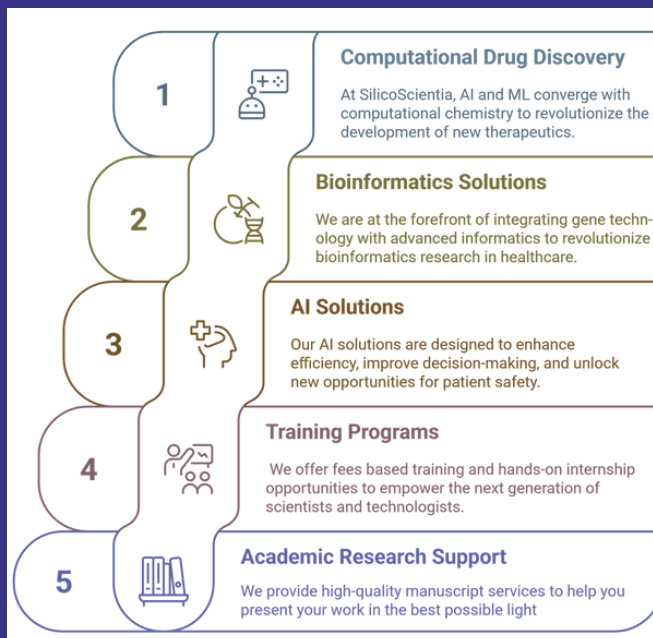 1
Computational Drug Discovery
At SilicoScientia, AI and ML converge with
computational chemistry to revolutionize the
development of new therapeutics.
2
Bioinformatics Solutions
We are at the forefront of integrating gene techn-
ology with advanced informatics to revolutionize
bioinformatics research in healthcare.
3
AI Solutions
Our AI solutions are designed to enhance
efficiency, improve decision-making, and unlock
new opportunities for patient safety.
4
Training Programs
We offer fees based training and hands-on internship
opportunities to empower the next generation of
scientists and technologists.
5
Academic Research Support
We provide high-quality manuscript services to help you
present your work in the best possible light